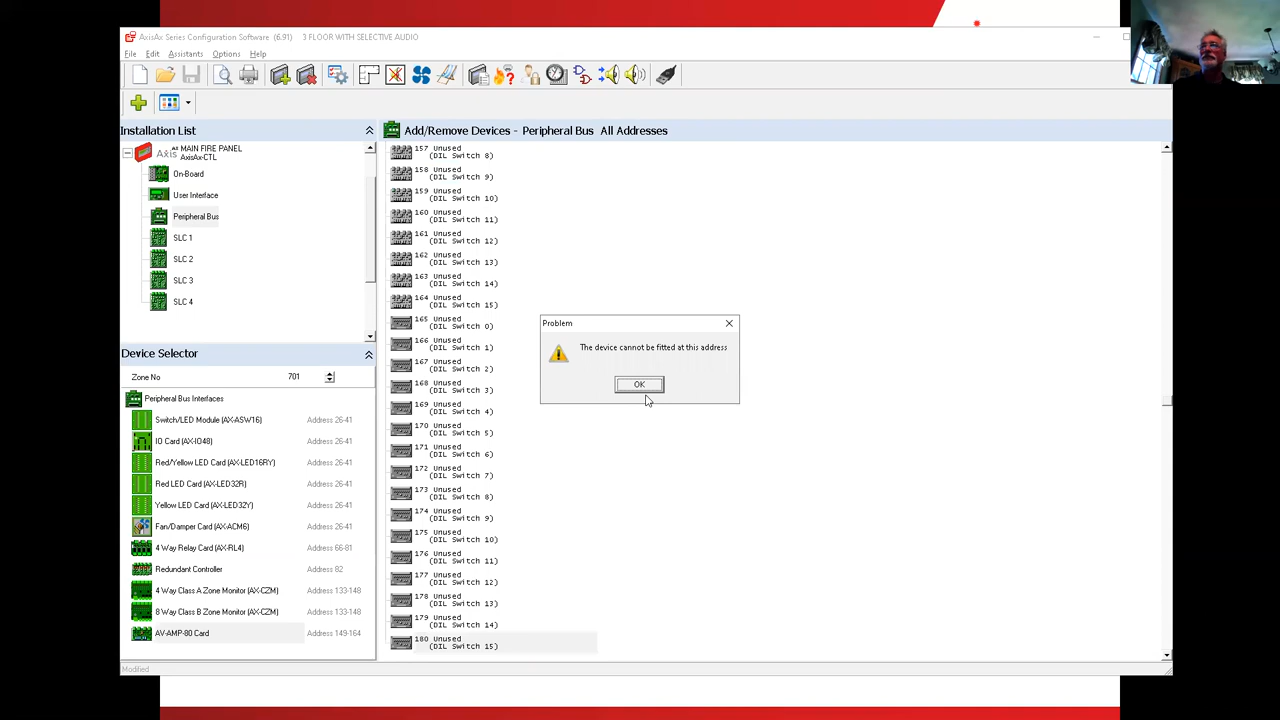 AxisAx Series Configuration Software (6.91) 3 FLOOR WITH SELECTIVE AUDIO
File Edit Assistants Options Help
Installation List
Axis
MAIN FIRE PANEL
AxisAx-CTL
On-Board
User Interface
Peripheral Bus
SLC 1
SLC 2
SLC 3
SLC 4
Device Selector
Zone No 701
Peripheral Bus Interfaces
Switch/LED Module (AX-ASW16) Address 26-41
IO Card (AX-IO48) Address 26-41
Red/Yellow LED Card (AX-LED16RY) Address 26-41
Red LED Card (AX-LED32R) Address 26-41
Yellow LED Card (AX-LED32Y) Address 26-41
Fan/Damper Card (AX-ACM6) Address 26-41
4 Way Relay Card (AX-RL4) Address 66-81
Redundant Controller Address 82
4 Way Class A Zone Monitor (AX-CZM) Address 133-148
8 Way Class B Zone Monitor (AX-CZM) Address 133-148
AV-AMP-80 Card Address 149-164
Modified
Add/Remove Devices - Peripheral Bus All Addresses
157 Unused
(DIL Switch 8)
158 Unused
(DIL Switch 9)
159 Unused
(DIL Switch 10)
160 Unused
(DIL Switch 11)
161 Unused
(DIL Switch 12)
162 Unused
(DIL Switch 13)
163 Unused
(DIL Switch 14)
164 Unused
(DIL Switch 15)
165 Unused
(DIL Switch 0)
166 Unused
(DIL Switch 1)
167 Unused
(DIL Switch 2)
168 Unused
(DIL Switch 3)
169 Unused
(DIL Switch 4)
170 Unused
(DIL Switch 5)
171 Unused
(DIL Switch 6)
172 Unused
(DIL Switch 7)
173 Unused
(DIL Switch 8)
174 Unused
(DIL Switch 9)
175 Unused
(DIL Switch 10)
176 Unused
(DIL Switch 11)
177 Unused
(DIL Switch 12)
178 Unused
(DIL Switch 13)
179 Unused
(DIL Switch 14)
180 Unused
(DIL Switch 15)
Problem
The device cannot be fitted at this address
OK